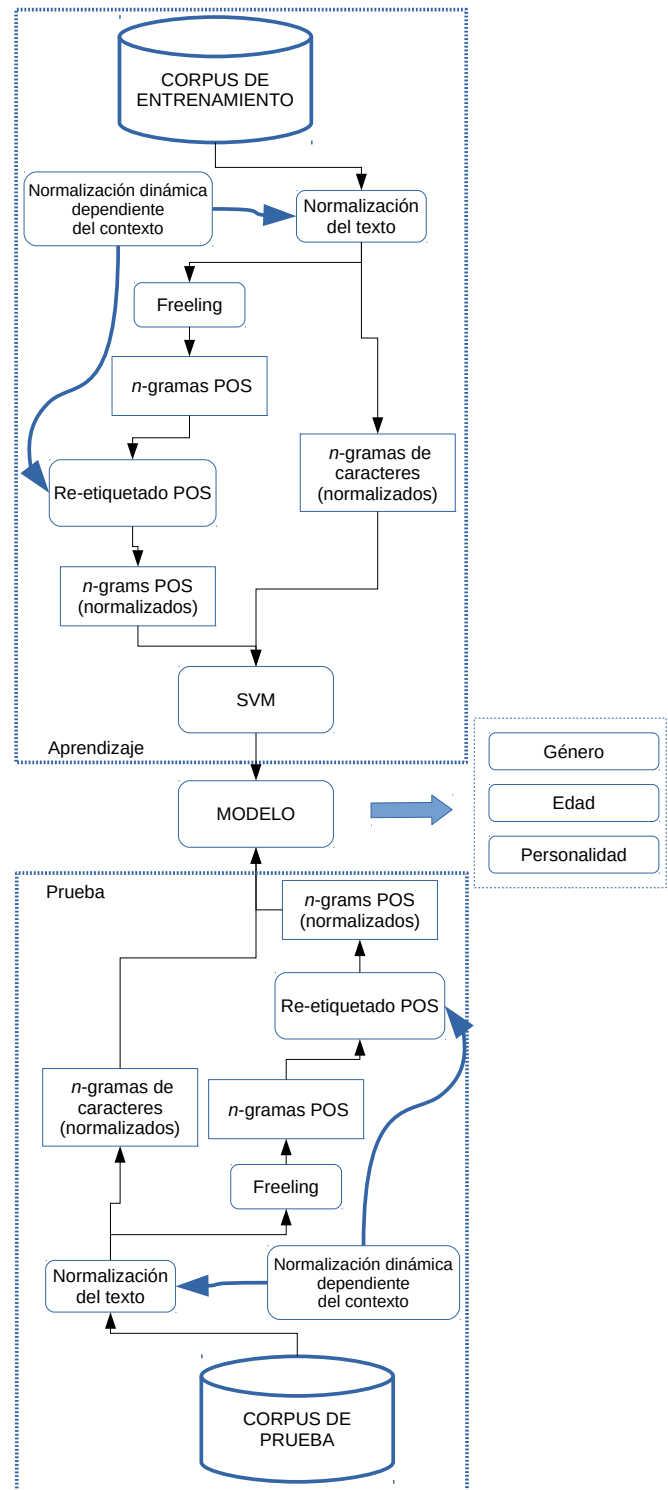 CORPUS DE
ENTRENAMIENTO
Normalización dinámica
dependiente
del contexto
Normalización
del texto
Freeling
n-gramas POS
n-gramas de
caracteres
(normalizados)
Re-etiquetado POS
n-grams POS
(normalizados)
SVM
Aprendizaje
MODELO
Género
Edad
Personalidad
Prueba
n-grams POS
(normalizados)
Re-etiquetado POS
n-gramas de
caracteres
(normalizados)
n-gramas POS
Freeling
Normalización
del texto
Normalización dinámica
dependiente
del contexto
CORPUS DE
PRUEBA